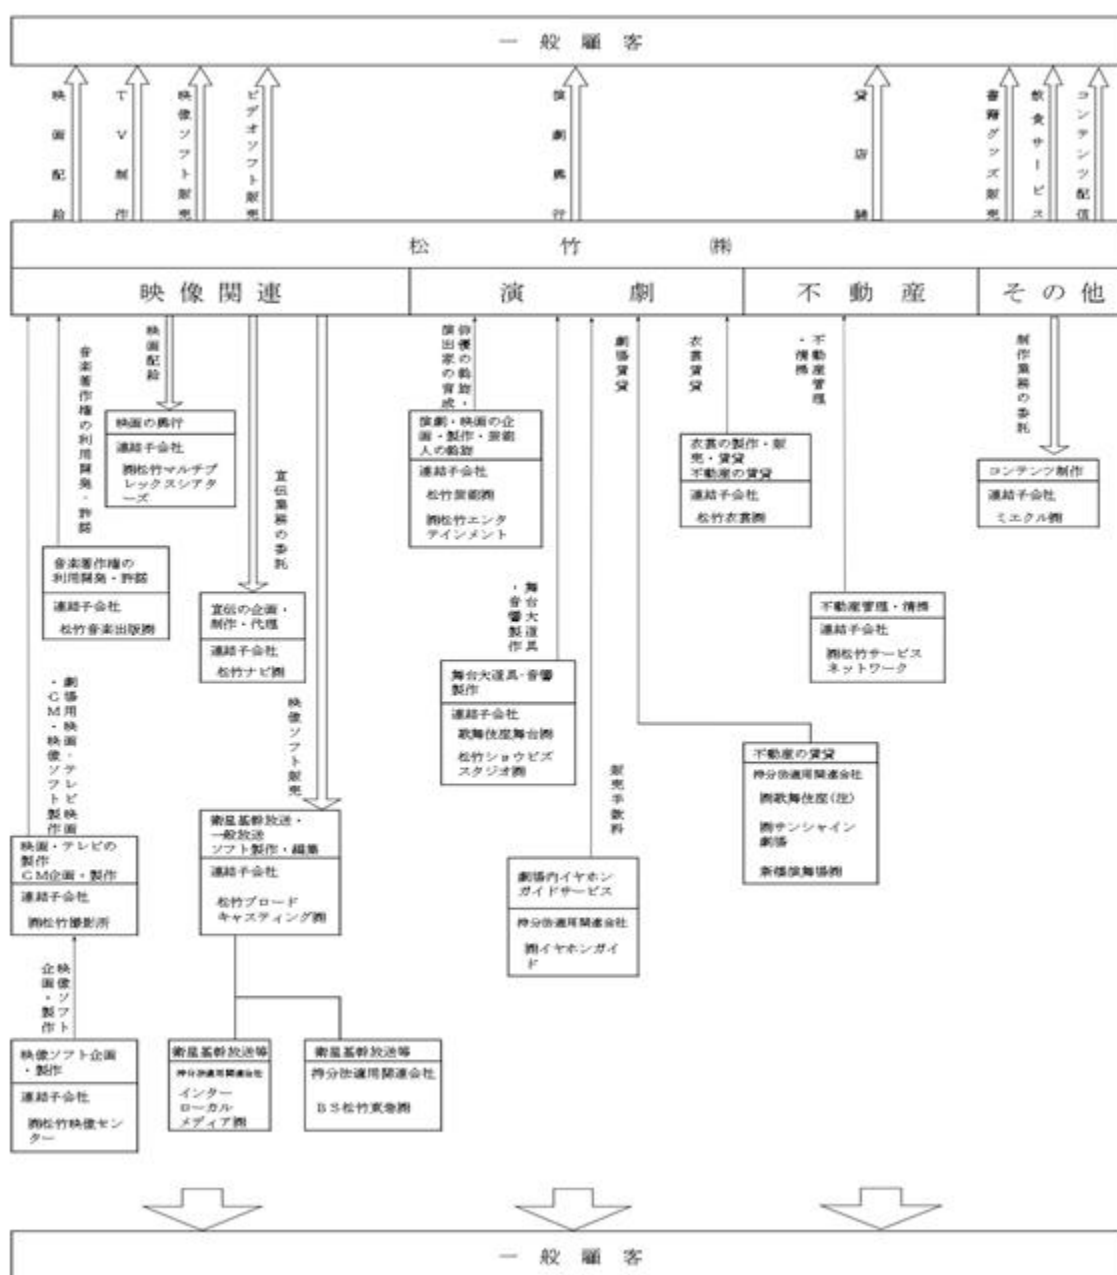 一般顧客
映画配給
TV制作
映像ソフト販売
ビデオソフト販売
演劇興行
貸店舗
書籍グッズ販売
飲食サービス
コンテンツ配信
松竹㈱
映像関連
演劇
不動産
その他
音楽著作権の利用開発・許諾
映画配給
宣伝業務の委託
映像ソフト販売
俳優の斡旋・
演出家の育成
舞台大道具
・音響製作
販売手数料
劇場賃貸
衣裳賃貸
不動産管理
・清掃
制作業務の委託
映画の興行
連結子会社
㈱松竹マルチプ
レックスシアタ
ーズ
演劇・映画の企
画・製作・芸能
人の斡旋
連結子会社
松竹芸能㈱
㈱松竹エンタ
テインメント
衣裳の製作・販
売・賃貸
不動産の賃貸
連結子会社
松竹衣裳㈱
コンテンツ制作
連結子会社
ミエクル㈱
音楽著作権の
利用開発・許諾
連結子会社
松竹音楽出版㈱
宣伝の企画・
制作・代理
連結子会社
松竹ナビ㈱
不動産管理・清掃
連結子会社
㈱松竹サービス
ネットワーク
舞台大道具・音響
製作
連結子会社
歌舞伎座舞台㈱
松竹ショウビズ
スタジオ㈱
不動産の賃貸
持分法適用関連会社
㈱歌舞伎座(注)
㈱サンシャイン
劇場
新橋演舞場㈱
劇場用映画・テレビ映画
・CM・映像ソフト製作
映画・テレビの
製作
CM企画・製作
連結子会社
㈱松竹撮影所
衛星基幹放送・
一般放送
ソフト製作・編集
連結子会社
松竹ブロード
キャスティング㈱
劇場内イヤホン
ガイドサービス
持分法適用関連会社
㈱イヤホンガイ
ド
映像ソフト
企画・製作
映像ソフト企画
・製作
連結子会社
㈱松竹映像セン
ター
衛星基幹放送等
持分法適用関連会社
インター
ローカル
メディア㈱
衛星基幹放送等
持分法適用関連会社
BS松竹東急㈱
一般顧客